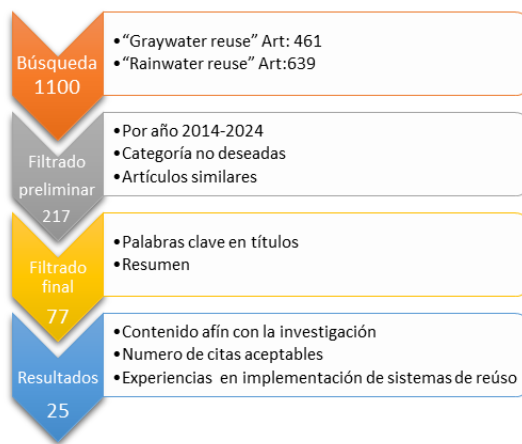 Búsqueda
1100
•“Graywater reuse” Art: 461
•“Rainwater reuse” Art:639
Filtrado
preliminar
217
•Por año 2014-2024
•Categoría no deseadas
•Artículos similares
Filtrado
final
77
•Palabras clave en títulos
•Resumen
Resultados
25
•Contenido afín con la investigación
•Numero de citas aceptables
•Experiencias en implementación de sistemas de reúso